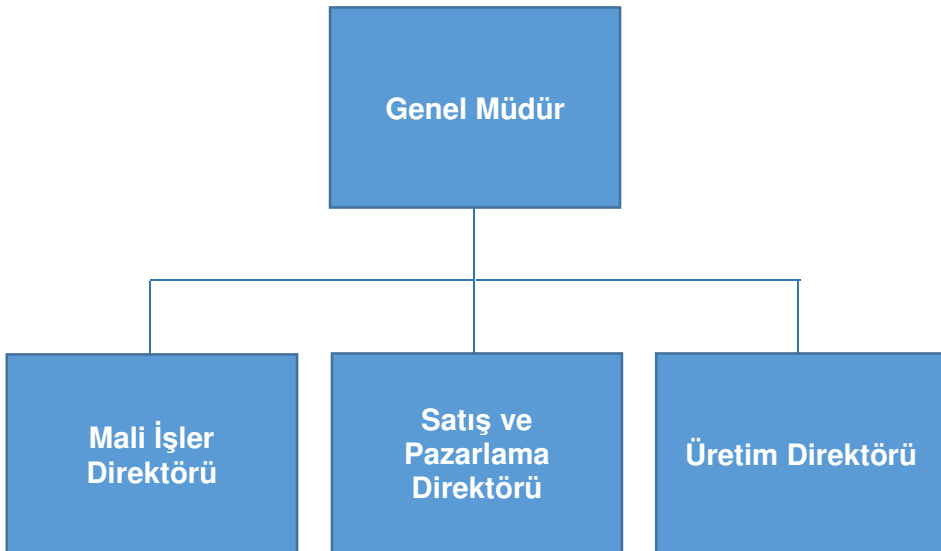 Genel Müdür
Mali İşler
Direktörü
Satış ve
Pazarlama
Direktörü
Üretim Direktörü